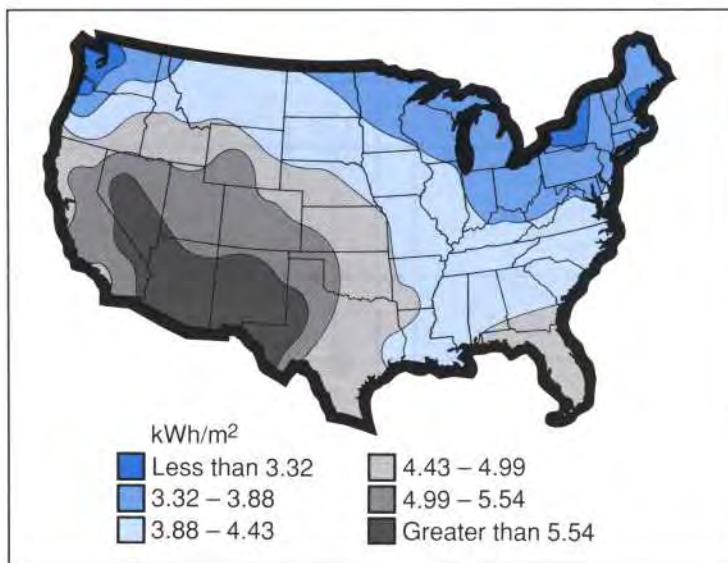 kWh/m²
Less than 3.32
3.32 – 3.88
3.88 – 4.43
4.43 – 4.99
4.99 – 5.54
Greater than 5.54